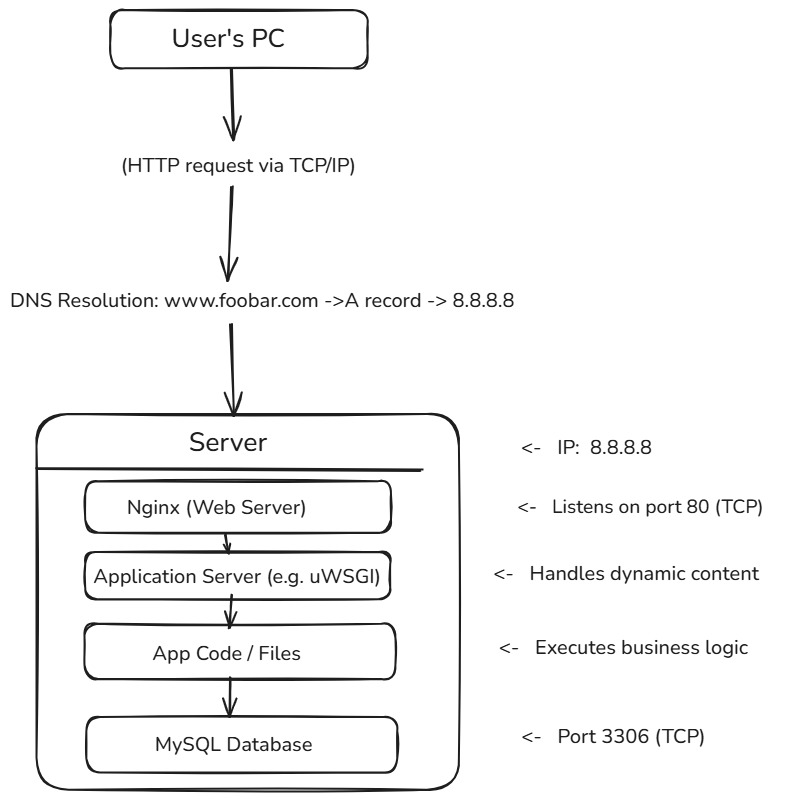 User's PC
(HTTP request via TCP/IP)
DNS Resolution: www.foobar.com ->A record -> 8.8.8.8
Server
<- IP: 8.8.8.8
Nginx (Web Server)
<- Listens on port 80 (TCP)
Application Server (e.g. uWSGI)
<- Handles dynamic content
App Code / Files
<- Executes business logic
MySQL Database
<- Port 3306 (TCP)